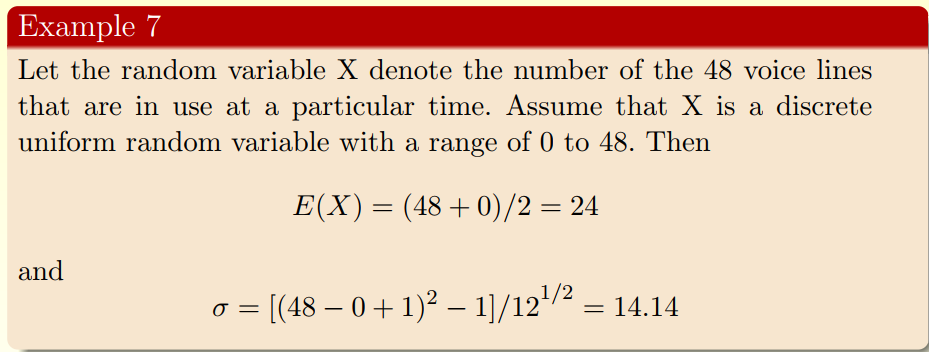 Example 7
Let the random variable X denote the number of the 48 voice lines
that are in use at a particular time. Assume that X is a discrete
uniform random variable with a range of 0 to 48. Then
E(X) = (48 + 0)/2 = 24
and
σ = [(48 − 0 + 1)² − 1]/12^{1/2} = 14.14